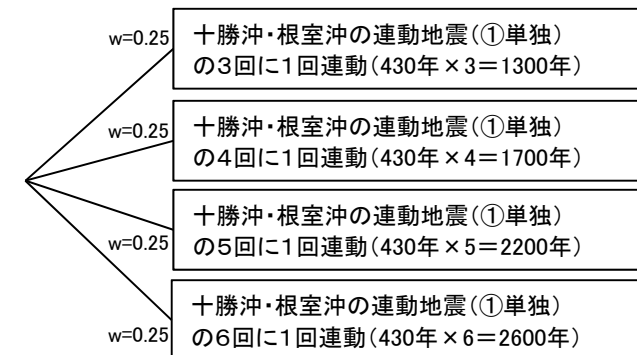 w=0.25
十勝沖・根室沖の連動地震(①単独)
の3回に1回連動(430年×3=1300年)
w=0.25
十勝沖・根室沖の連動地震(①単独)
の4回に1回連動(430年×4=1700年)
w=0.25
十勝沖・根室沖の連動地震(①単独)
の5回に1回連動(430年×5=2200年)
w=0.25
十勝沖・根室沖の連動地震(①単独)
の6回に1回連動(430年×6=2600年)